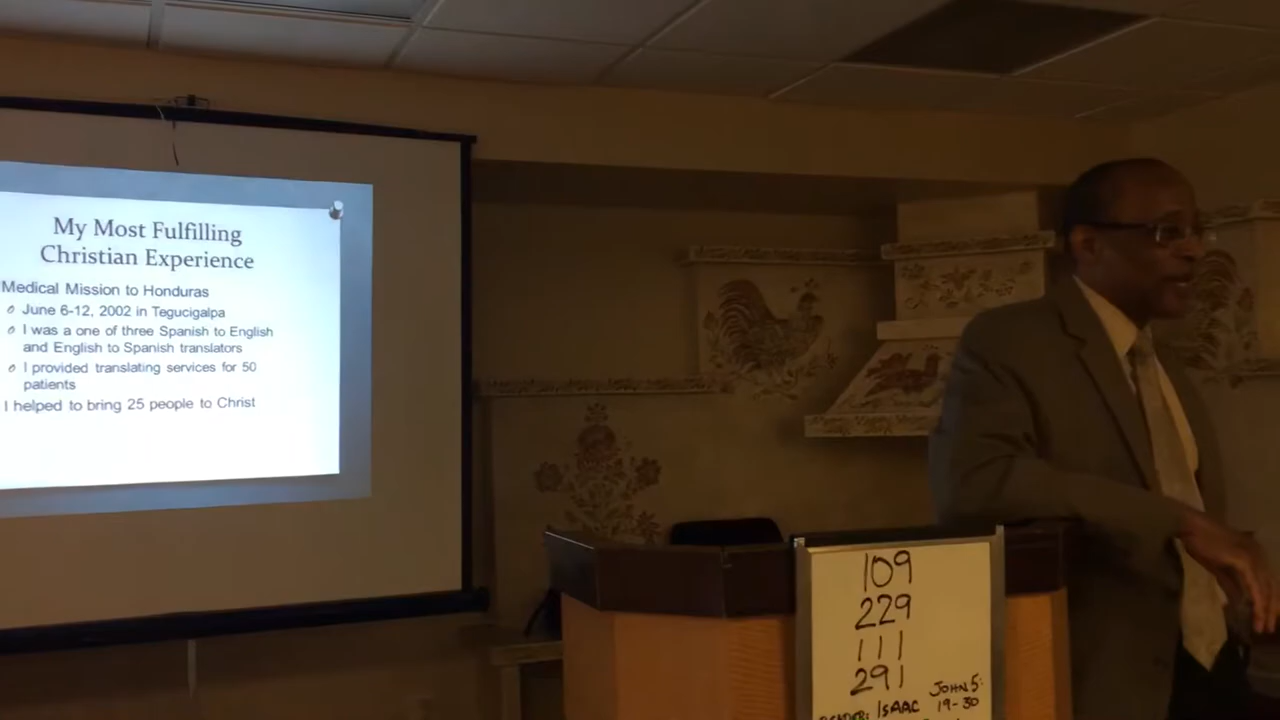 My Most Fulfilling
Christian Experience
Medical Mission to Honduras
June 6-12, 2002 in Tegucigalpa
I was a one of three Spanish to English
and English to Spanish translators
I provided translating services for 50
patients
I helped to bring 25 people to Christ
109
229
111
291
READER: ISAAC JOHN 5:
19-30